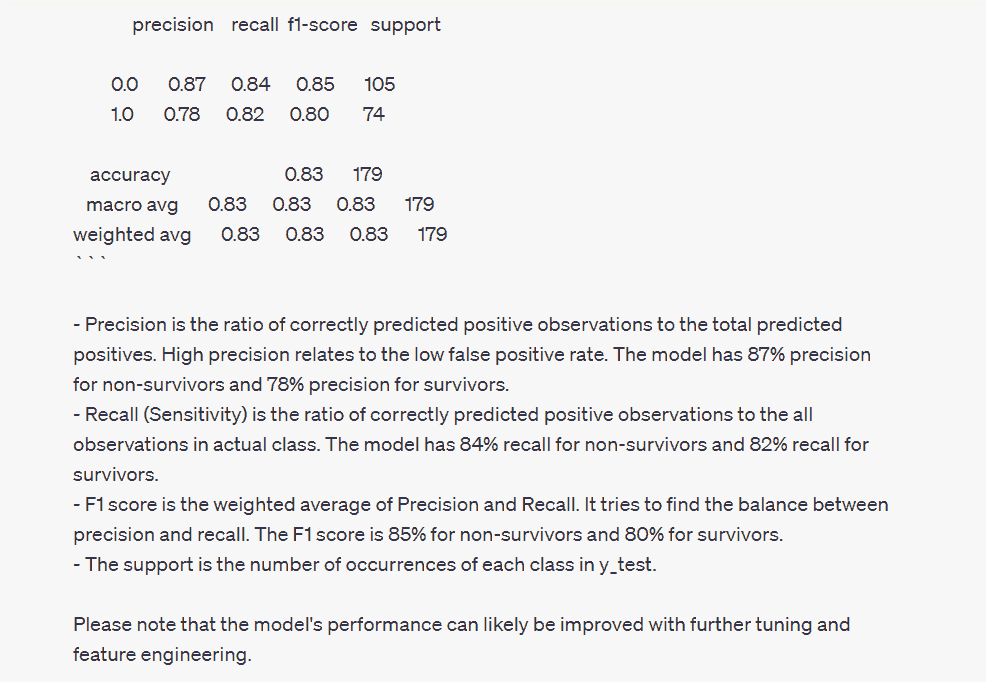 precision recall f1-score support
0.0 0.87 0.84 0.85 105
1.0 0.78 0.82 0.80 74
accuracy 0.83 179
macro avg 0.83 0.83 0.83 179
weighted avg 0.83 0.83 0.83 179
```
- Precision is the ratio of correctly predicted positive observations to the total predicted
positives. High precision relates to the low false positive rate. The model has 87% precision
for non-survivors and 78% precision for survivors.
- Recall (Sensitivity) is the ratio of correctly predicted positive observations to the all
observations in actual class. The model has 84% recall for non-survivors and 82% recall for
survivors.
- F1 score is the weighted average of Precision and Recall. It tries to find the balance between
precision and recall. The F1 score is 85% for non-survivors and 80% for survivors.
- The support is the number of occurrences of each class in y_test.
Please note that the model's performance can likely be improved with further tuning and
feature engineering.